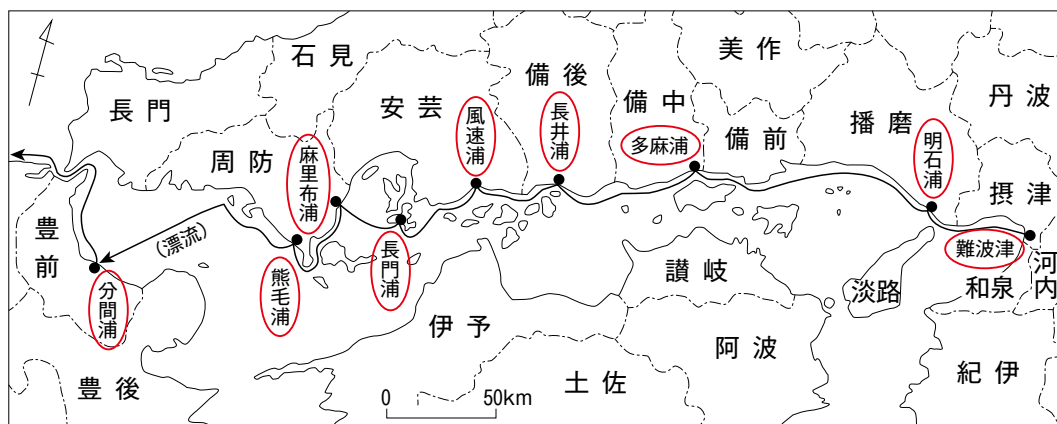 石見
長門
周防
安芸
備後
備中
美作
備前
播磨
丹波
摂津
河内
和泉
淡路
紀伊
讃岐
阿波
伊予
土佐
豊前
豊後
麻里布浦
風速浦
長井浦
多麻浦
明石浦
難波津
長門浦
熊毛浦
分間浦
(漂流)
0 50km